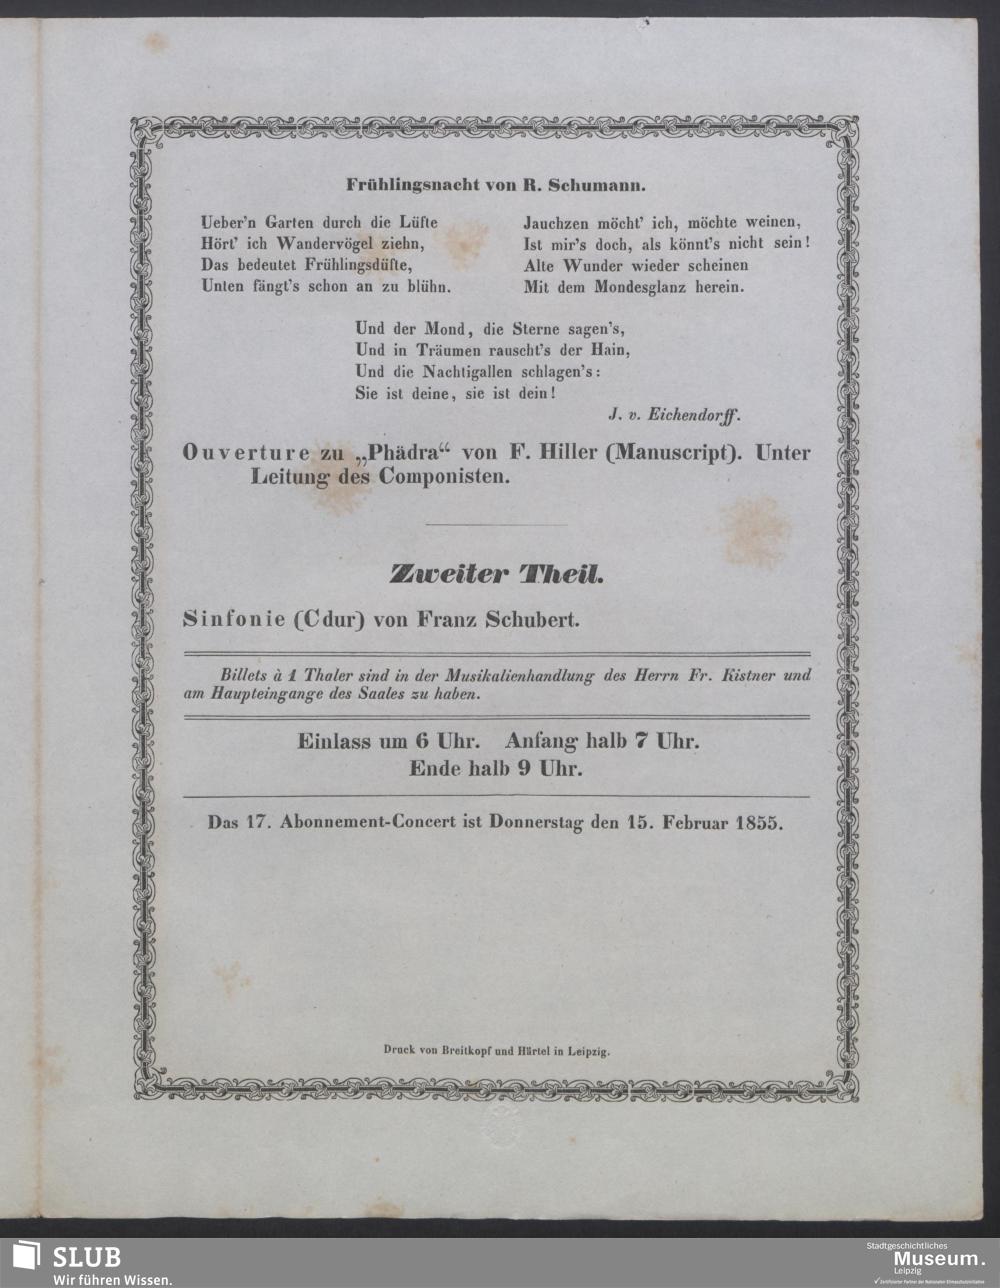 Frühlingsnacht von R. Schumann.
Ueber'n Garten durch die Lüfte
Hört' ich Wandervögel ziehn,
Das bedeutet Frühlingsdüfte,
Unten fängt's schon an zu blühn.
Jauchzen möcht' ich, möchte weinen,
Ist mir's doch, als könnt's nicht sein!
Alte Wunder wieder scheinen
Mit dem Mondesglanz herein.
Und der Mond, die Sterne sagen's,
Und in Träumen rauscht's der Hain,
Und die Nachtigallen schlagen's:
Sie ist deine, sie ist dein!
J. v. Eichendorff.
Ouverture zu „Phädra“ von F. Hiller (Manuscript). Unter
Leitung des Componisten.
Zweiter Theil.
Sinfonie (Cdur) von Franz Schubert.
Billets à 1 Thaler sind in der Musikalienhandlung des Herrn Fr. Kistner und
am Haupteingange des Saales zu haben.
Einlass um 6 Uhr. Anfang halb 7 Uhr.
Ende halb 9 Uhr.
Das 17. Abonnement-Concert ist Donnerstag den 15. Februar 1855.
Druck von Breitkopf und Härtel in Leipzig.
SLUB
Wir führen Wissen.
Stadtgeschichtliches
Museum.
Leipzig
Zertifizierter Partner der Nationalen Klimaschutzinitiative